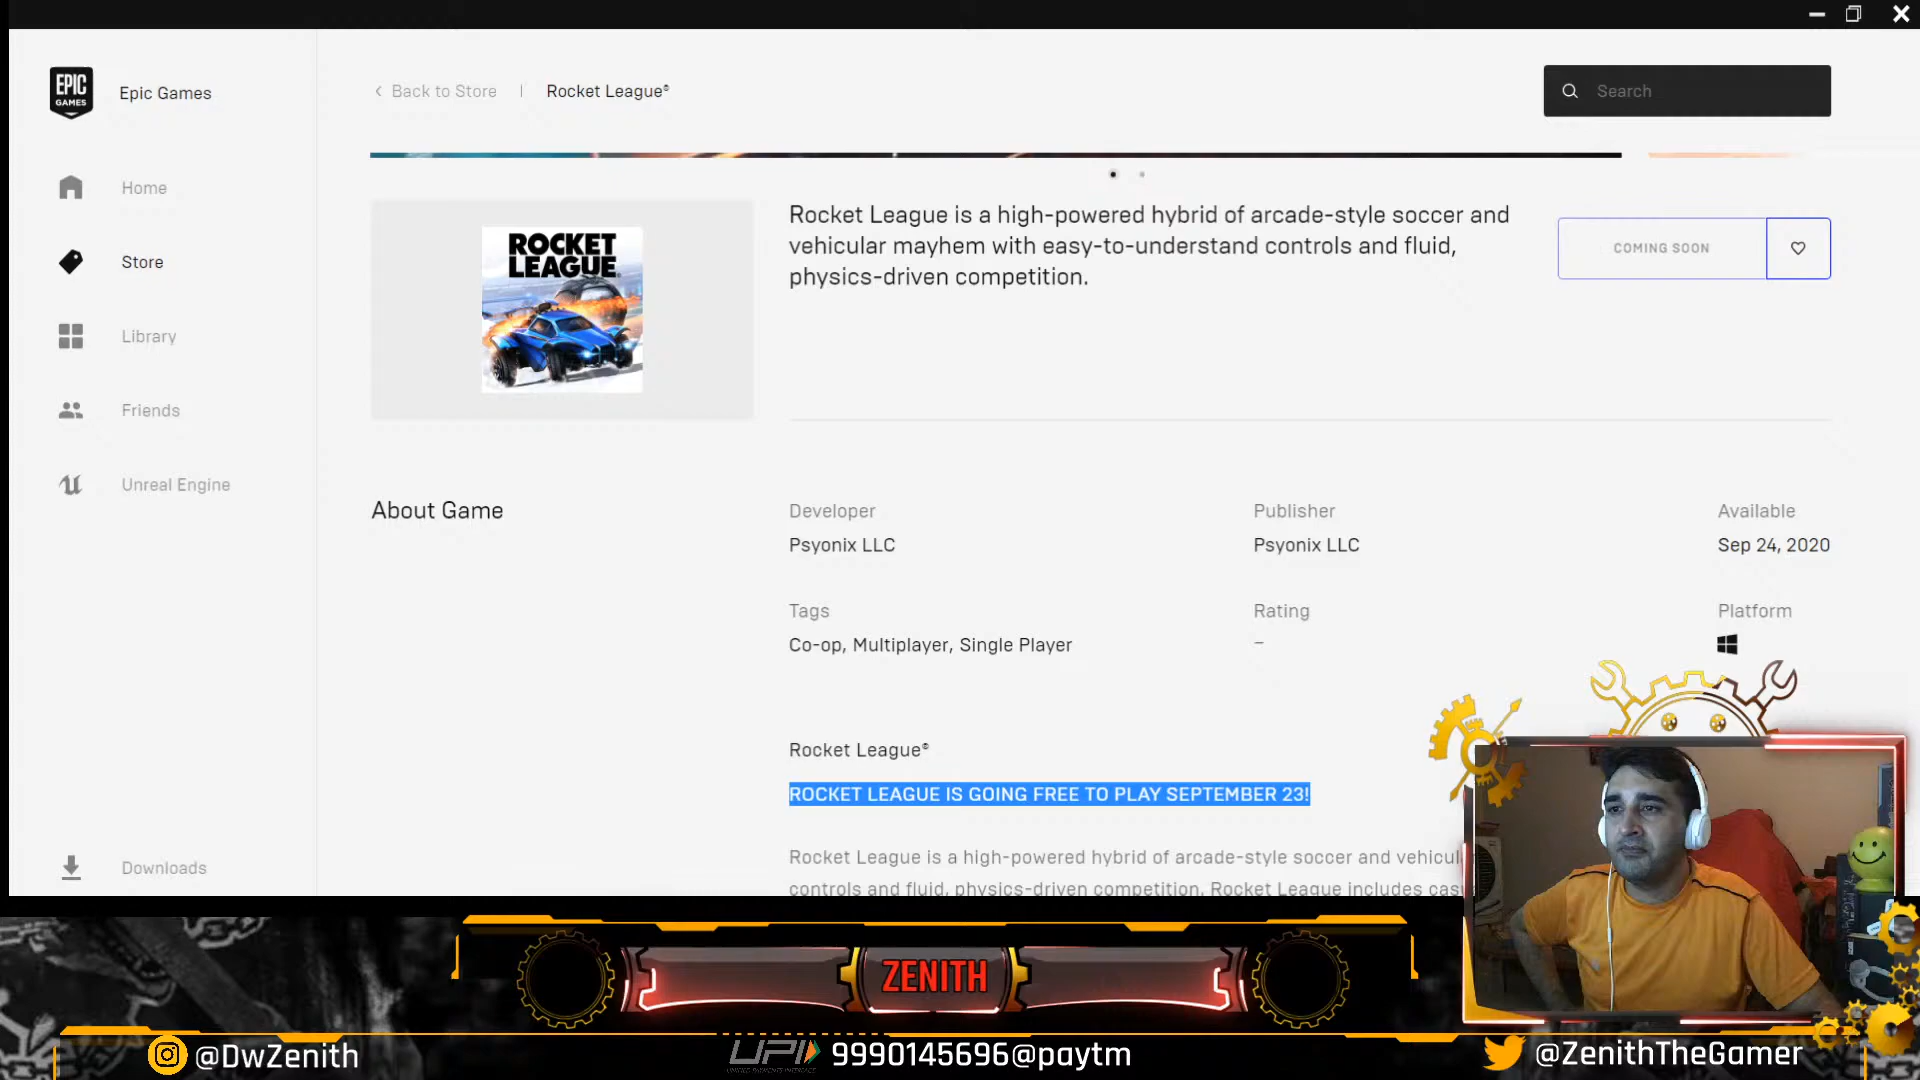 EPIC GAMES
Epic Games
Back to Store
Rocket League®
Search
Home
Store
Library
Friends
Unreal Engine
Downloads
ROCKET LEAGUE
Rocket League is a high-powered hybrid of arcade-style soccer and
vehicular mayhem with easy-to-understand controls and fluid,
physics-driven competition.
COMING SOON
About Game
Developer
Psyonix LLC
Publisher
Psyonix LLC
Available
Sep 24, 2020
Tags
Co-op, Multiplayer, Single Player
Rating
–
Platform
Rocket League®
ROCKET LEAGUE IS GOING FREE TO PLAY SEPTEMBER 23!
Rocket League is a high-powered hybrid of arcade-style soccer and
controls and fluid, physics-driven competition. Rocket League includes
ZENITH
@DwZenith
UPI
UNIFIED PAYMENTS INTERFACE
9990145696@paytm
@ZenithTheGamer